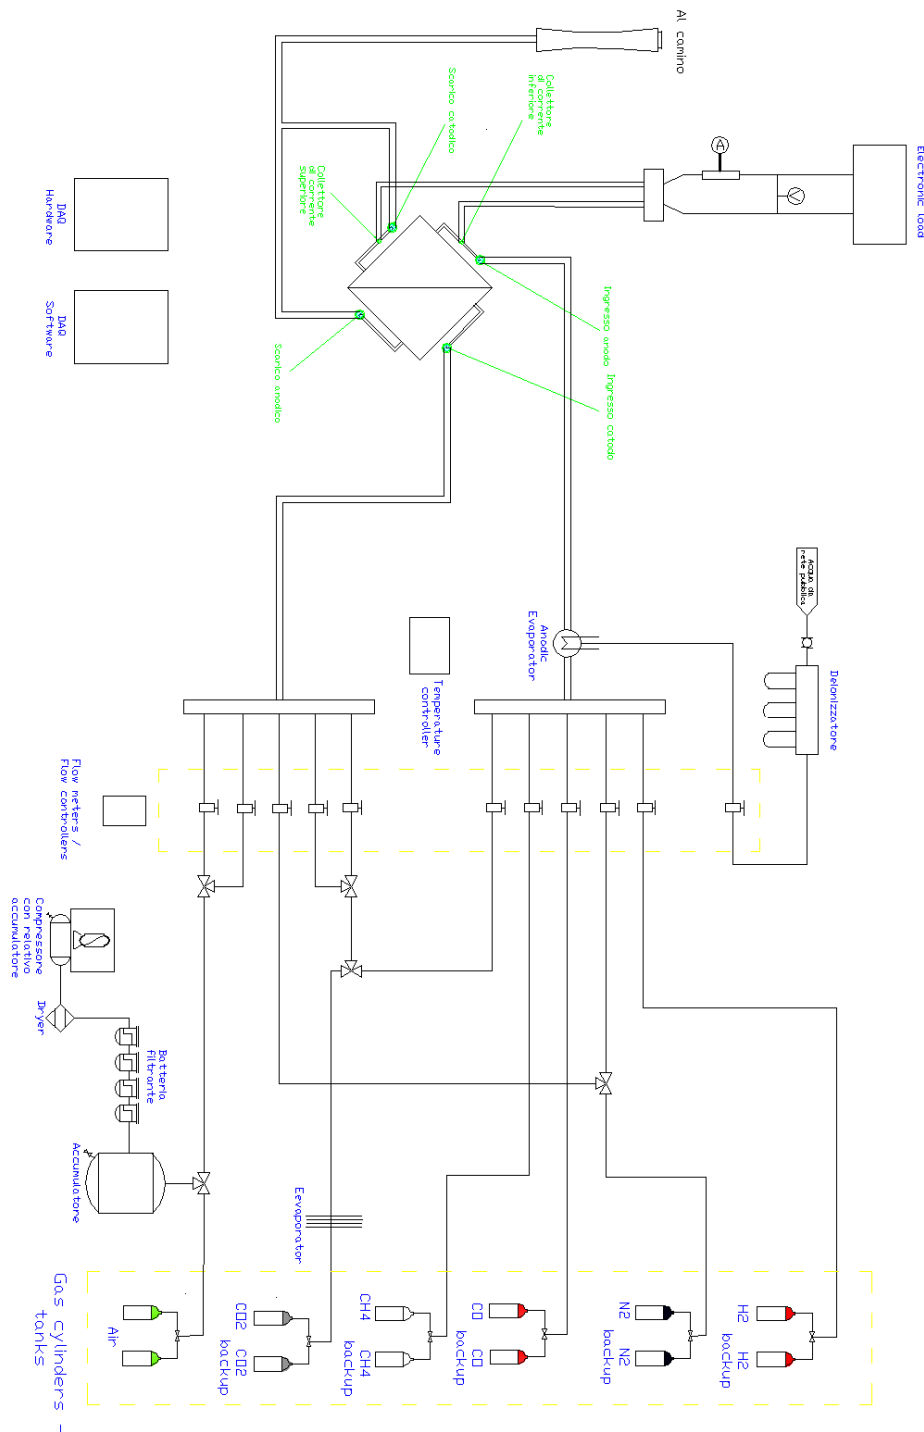 Al camino
Electronic load
A
V
Collettore
di corrente
inferiore
Scarico catodico
Collettore
di corrente
superiore
DAQ
Hardware
DAQ
Software
Ingresso anodo
Ingresso catodo
Scarico anodico
Acqua da
rete pubblica
Deionizzatore
Anodic
Evaporator
Temperature
controller
Flow meters /
Flow controllers
Compressore
con relativo
accumulatore
Dryer
Batteria
filtrante
Accumulatore
Eevaporator
Gas cylinders -
tanks
Air
CO2
CO2
backup
CH4
CH4
backup
CO
CO
backup
N2
N2
backup
H2
H2
backup